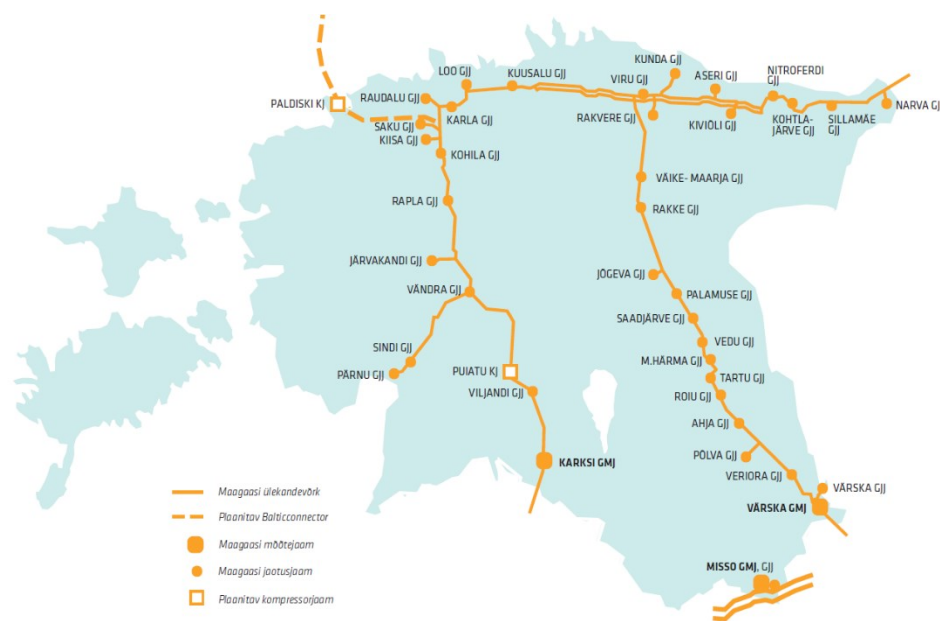 KUNDA GJJ
LOO GJJ
KUUSALU GJJ
VIRU GJJ
ASERI GJJ
NITROFERDI
GJJ
PALDISKI KJ
RAUDALU GJJ
KARLA GJJ
RAKVERE GJJ
KIVIÕLI GJJ
KOHTLA-
JÄRVE GJJ
SILLAMÄE
GJJ
NARVA GJ
SAKU GJJ
KIISA GJJ
KOHILA GJJ
VÄIKE- MAARJA GJJ
RAPLA GJJ
RAKKE GJJ
JÄRVAKANDI GJJ
JÕGEVA GJJ
VÄNDRA GJJ
PALAMUSE GJJ
SAADJÄRVE GJJ
VEDU GJJ
SINDI GJJ
M.HÄRMA GJJ
PÄRNU GJJ
PUIATU KJ
TARTU GJJ
VILJANDI GJJ
ROIU GJJ
AHJA GJJ
PÕLVA GJJ
KARKSI GMJ
VERIORA GJJ
VÄRSKA GJJ
VÄRSKA GMJ
MISSO GMJ, GJJ
Maagaasi ülekandevõrk
Plaanitav Balticconnector
Maagaasi mõõtejaam
Maagaasi jaotusjaam
Plaanitav kompressorjaam